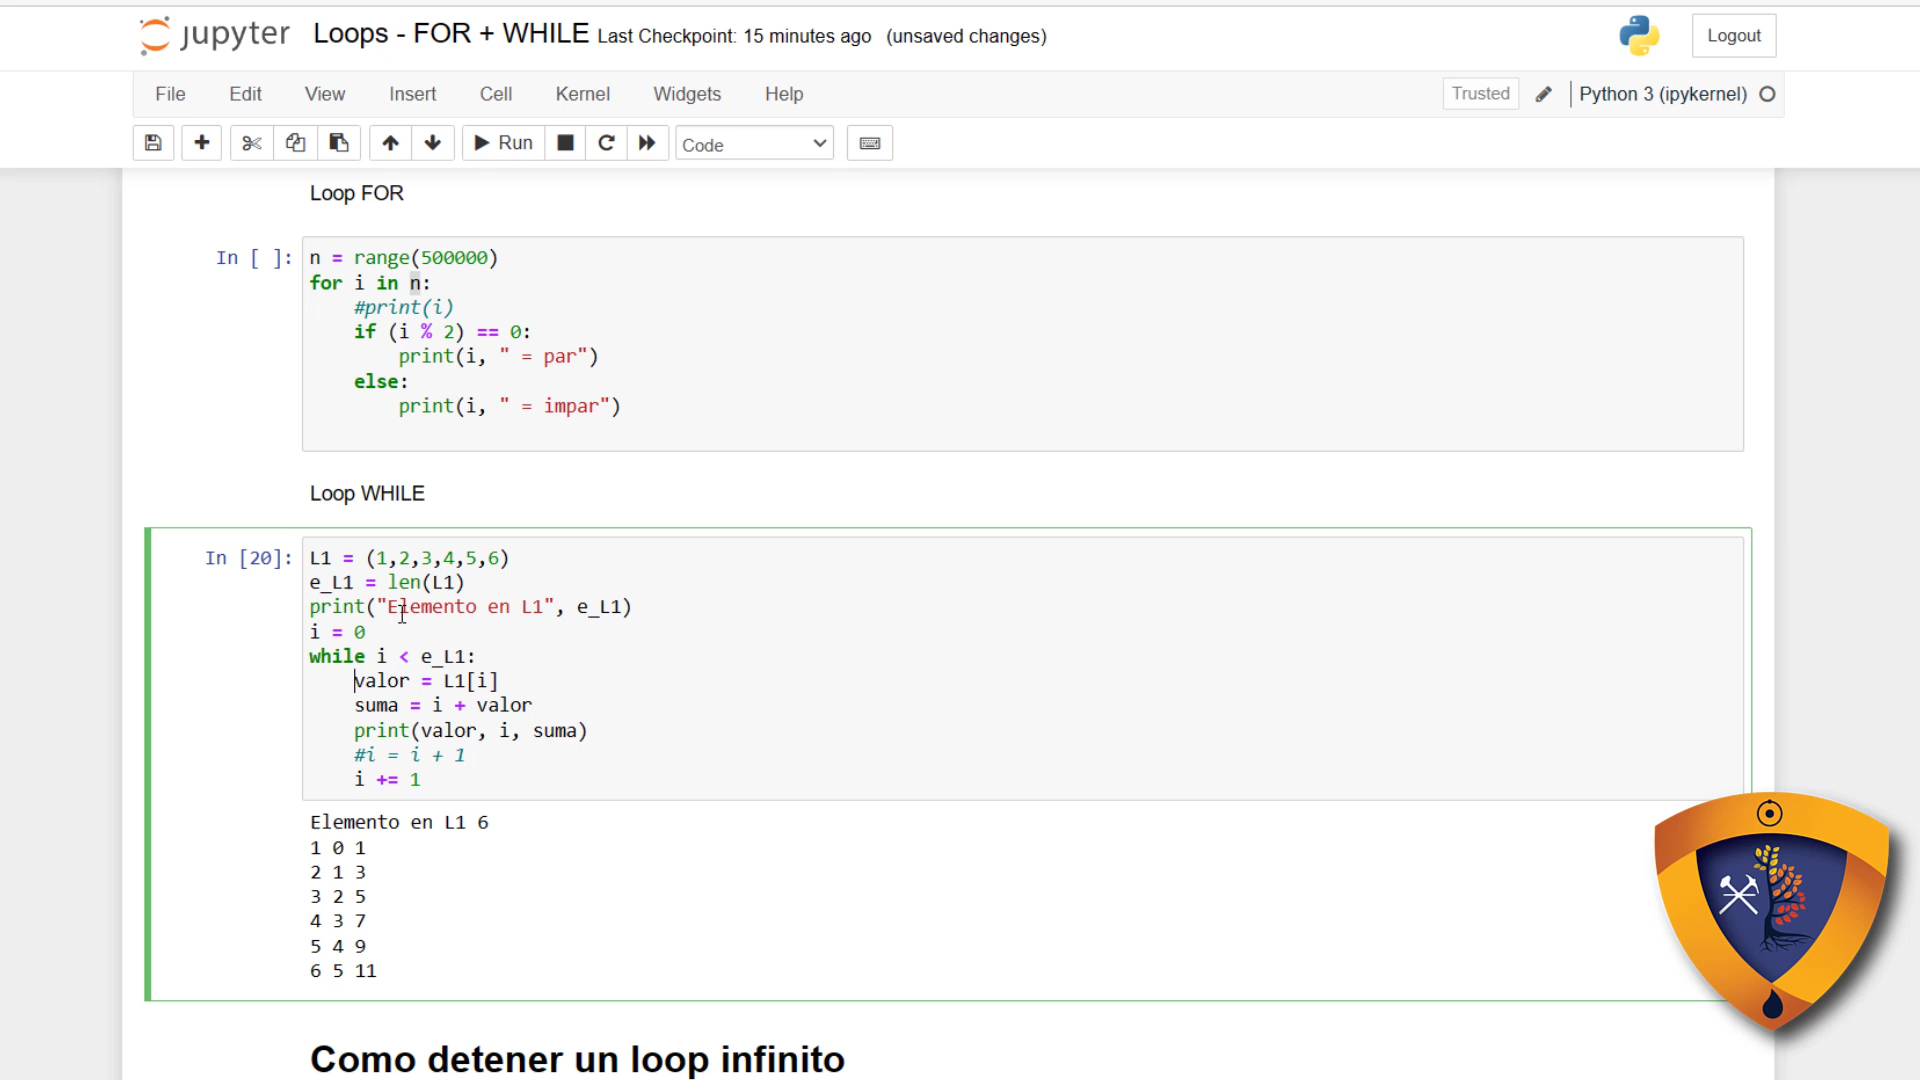 jupyter Loops - FOR + WHILE Last Checkpoint: 15 minutes ago (unsaved changes) Logout
File Edit View Insert Cell Kernel Widgets Help Trusted Python 3 (ipykernel)
Run Code
Loop FOR
In [ ]: n = range(500000)
for i in n:
    #print(i)
    if (i % 2) == 0:
        print(i, " = par")
    else:
        print(i, " = impar")
Loop WHILE
In [20]: L1 = (1,2,3,4,5,6)
e_L1 = len(L1)
print("Elemento en L1", e_L1)
i = 0
while i < e_L1:
    valor = L1[i]
    suma = i + valor
    print(valor, i, suma)
    #i = i + 1
    i += 1
Elemento en L1 6
1 0 1
2 1 3
3 2 5
4 3 7
5 4 9
6 5 11
Como detener un loop infinito